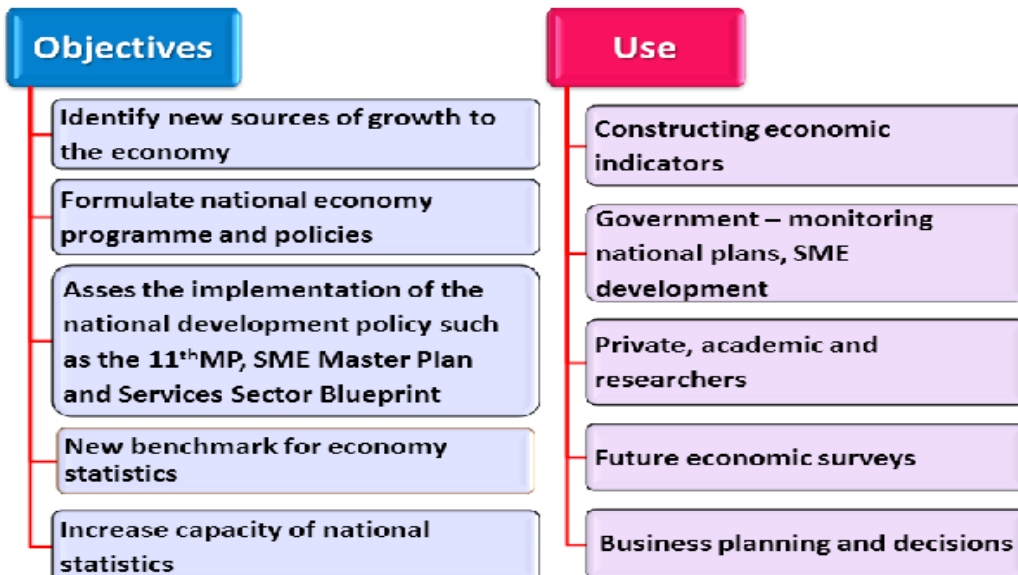 Objectives
Identify new sources of growth to
the economy
Formulate national economy
programme and policies
Asses the implementation of the
national development policy such
as the 11thMP, SME Master Plan
and Services Sector Blueprint
New benchmark for economy
statistics
Increase capacity of national
statistics
Use
Constructing economic
indicators
Government – monitoring
national plans, SME
development
Private, academic and
researchers
Future economic surveys
Business planning and decisions